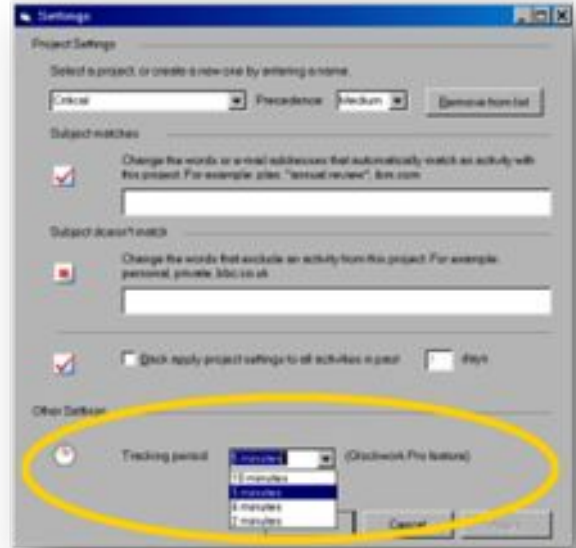 Settings
Project Settings
Select a project, or create a new one by entering a name.
Critical
Precedence
Medium
Remove from list
Subject matches
Change the words or e-mail addresses that automatically match an activity with
this project. For example: "annual review", ibm.com
Subject doesn't match
Change the words that exclude an activity from this project. For example:
personal, private, bbc.co.uk
apply project settings to all activities in past
days
Other Settings
Tracking period
5 minutes
(Clockwork Pro feature)
10 minutes
5 minutes
2 minutes
Cancel